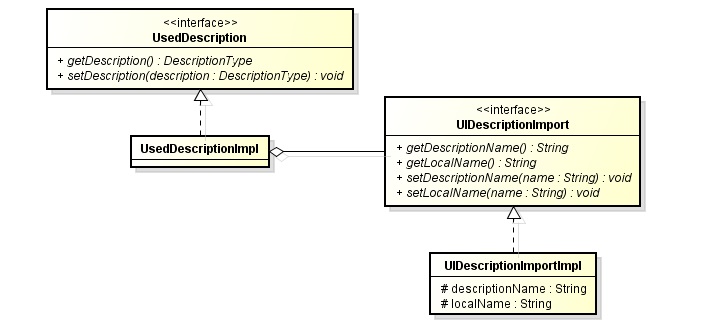 <<interface>>
UsedDescription
+ getDescription() : DescriptionType
+ setDescription(description : DescriptionType) : void
UsedDescriptionImpl
<<interface>>
UIDescriptionImport
+ getDescriptionName() : String
+ getLocalName() : String
+ setDescriptionName(name : String) : void
+ setLocalName(name : String) : void
UIDescriptionImportImpl
# descriptionName : String
# localName : String